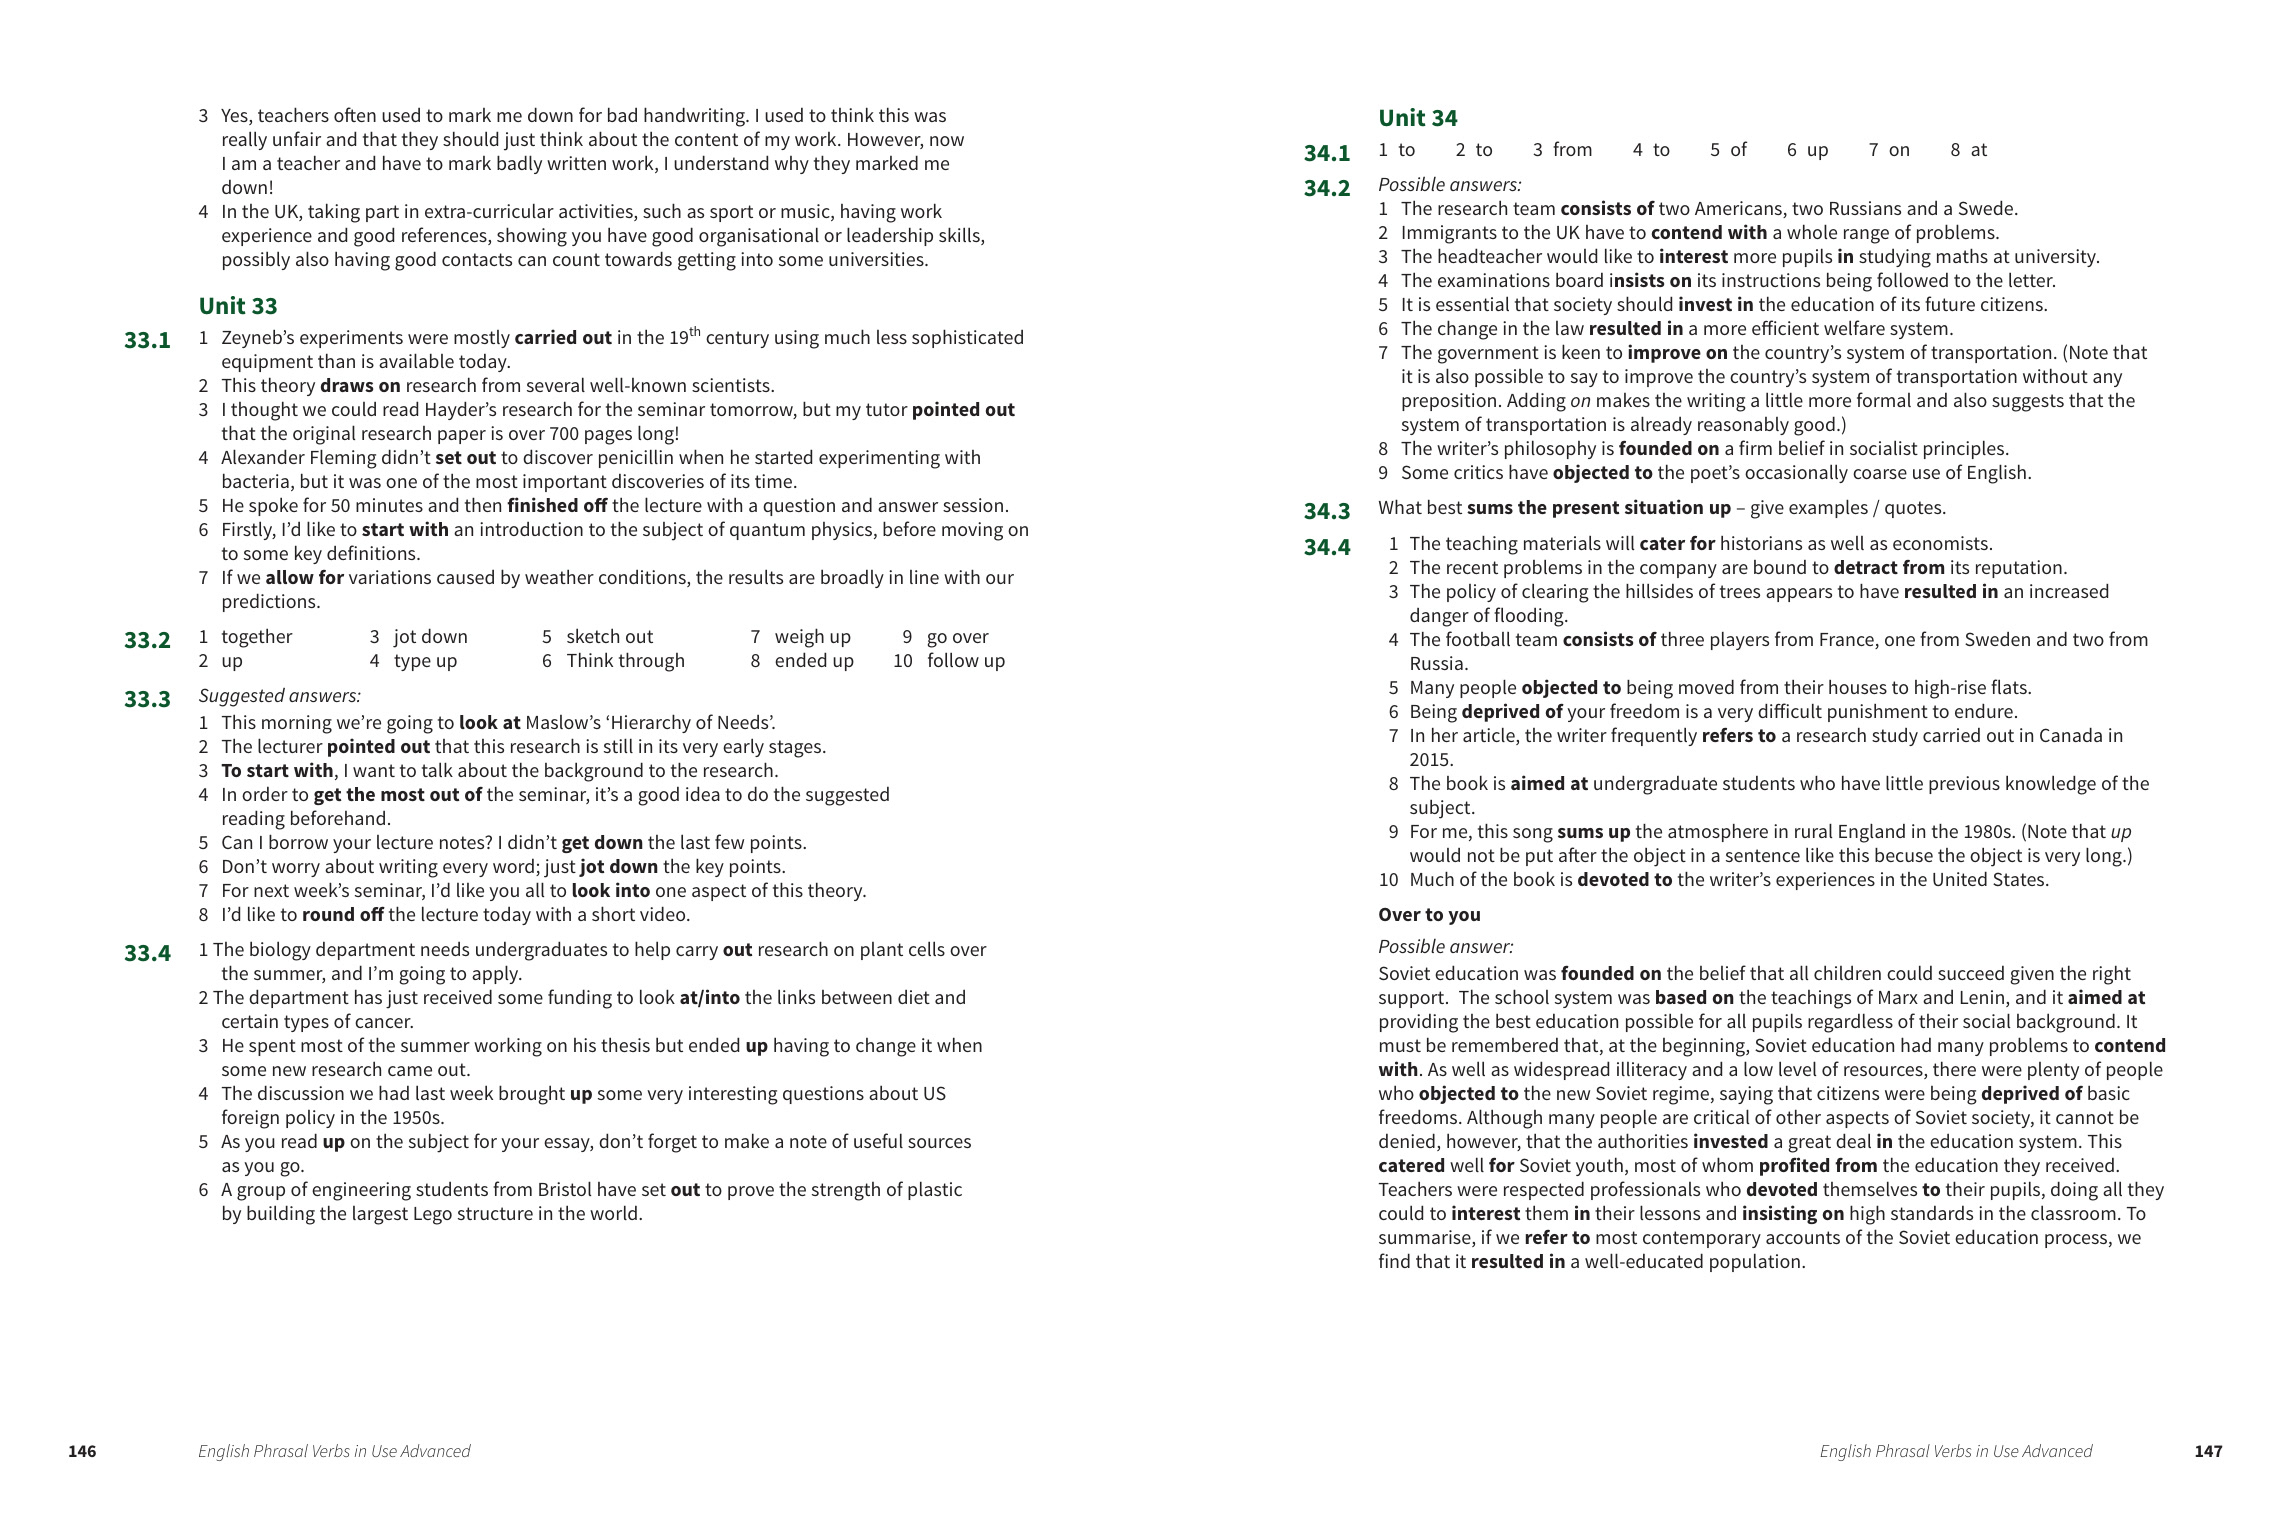 3 Yes, teachers often used to mark me down for bad handwriting. I used to think this was
really unfair and that they should just think about the content of my work. However, now
I am a teacher and have to mark badly written work, I understand why they marked me
down!
4 In the UK, taking part in extra-curricular activities, such as sport or music, having work
experience and good references, showing you have good organisational or leadership skills,
possibly also having good contacts can count towards getting into some universities.
Unit 33
33.1 1 Zeyneb’s experiments were mostly carried out in the 19th century using much less sophisticated
equipment than is available today.
2 This theory draws on research from several well-known scientists.
3 I thought we could read Hayder’s research for the seminar tomorrow, but my tutor pointed out
that the original research paper is over 700 pages long!
4 Alexander Fleming didn’t set out to discover penicillin when he started experimenting with
bacteria, but it was one of the most important discoveries of its time.
5 He spoke for 50 minutes and then finished off the lecture with a question and answer session.
6 Firstly, I’d like to start with an introduction to the subject of quantum physics, before moving on
to some key definitions.
7 If we allow for variations caused by weather conditions, the results are broadly in line with our
predictions.
33.2 1 together 3 jot down 5 sketch out 7 weigh up 9 go over
2 up 4 type up 6 Think through 8 ended up 10 follow up
33.3 Suggested answers:
1 This morning we’re going to look at Maslow’s ‘Hierarchy of Needs’.
2 The lecturer pointed out that this research is still in its very early stages.
3 To start with, I want to talk about the background to the research.
4 In order to get the most out of the seminar, it’s a good idea to do the suggested
reading beforehand.
5 Can I borrow your lecture notes? I didn’t get down the last few points.
6 Don’t worry about writing every word; just jot down the key points.
7 For next week’s seminar, I’d like you all to look into one aspect of this theory.
8 I’d like to round off the lecture today with a short video.
33.4 1 The biology department needs undergraduates to help carry out research on plant cells over
the summer, and I’m going to apply.
2 The department has just received some funding to look at/into the links between diet and
certain types of cancer.
3 He spent most of the summer working on his thesis but ended up having to change it when
some new research came out.
4 The discussion we had last week brought up some very interesting questions about US
foreign policy in the 1950s.
5 As you read up on the subject for your essay, don’t forget to make a note of useful sources
as you go.
6 A group of engineering students from Bristol have set out to prove the strength of plastic
by building the largest Lego structure in the world.
146 English Phrasal Verbs in Use Advanced
Unit 34
34.1 1 to 2 to 3 from 4 to 5 of 6 up 7 on 8 at
34.2 Possible answers:
1 The research team consists of two Americans, two Russians and a Swede.
2 Immigrants to the UK have to contend with a whole range of problems.
3 The headteacher would like to interest more pupils in studying maths at university.
4 The examinations board insists on its instructions being followed to the letter.
5 It is essential that society should invest in the education of its future citizens.
6 The change in the law resulted in a more efficient welfare system.
7 The government is keen to improve on the country’s system of transportation. (Note that
it is also possible to say to improve the country’s system of transportation without any
preposition. Adding on makes the writing a little more formal and also suggests that the
system of transportation is already reasonably good.)
8 The writer’s philosophy is founded on a firm belief in socialist principles.
9 Some critics have objected to the poet’s occasionally coarse use of English.
34.3 What best sums the present situation up – give examples / quotes.
34.4 1 The teaching materials will cater for historians as well as economists.
2 The recent problems in the company are bound to detract from its reputation.
3 The policy of clearing the hillsides of trees appears to have resulted in an increased
danger of flooding.
4 The football team consists of three players from France, one from Sweden and two from
Russia.
5 Many people objected to being moved from their houses to high-rise flats.
6 Being deprived of your freedom is a very difficult punishment to endure.
7 In her article, the writer frequently refers to a research study carried out in Canada in
2015.
8 The book is aimed at undergraduate students who have little previous knowledge of the
subject.
9 For me, this song sums up the atmosphere in rural England in the 1980s. (Note that up
would not be put after the object in a sentence like this becuse the object is very long.)
10 Much of the book is devoted to the writer’s experiences in the United States.
Over to you
Possible answer:
Soviet education was founded on the belief that all children could succeed given the right
support. The school system was based on the teachings of Marx and Lenin, and it aimed at
providing the best education possible for all pupils regardless of their social background. It
must be remembered that, at the beginning, Soviet education had many problems to contend
with. As well as widespread illiteracy and a low level of resources, there were plenty of people
who objected to the new Soviet regime, saying that citizens were being deprived of basic
freedoms. Although many people are critical of other aspects of Soviet society, it cannot be
denied, however, that the authorities invested a great deal in the education system. This
catered well for Soviet youth, most of whom profited from the education they received.
Teachers were respected professionals who devoted themselves to their pupils, doing all they
could to interest them in their lessons and insisting on high standards in the classroom. To
summarise, if we refer to most contemporary accounts of the Soviet education process, we
find that it resulted in a well-educated population.
English Phrasal Verbs in Use Advanced 147